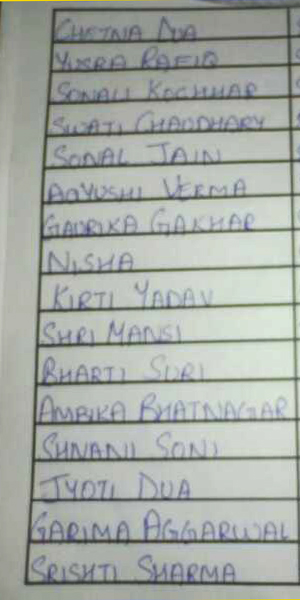 CHETNA DUA
YUSRA RAFIQ
SONALI KOCHHAR
SWATI CHAUDHARY
SONAL JAIN
AAYUSHI VERMA
GAURIKA GAKHAR
NISHA
KIRTI YADAV
SHRI MANSI
BHARTI SURI
AMBIKA BHATNAGAR
SHIVANI SONI
JYOTI DUA
GARIMA AGGARWAL
SRISHTI SHARMA